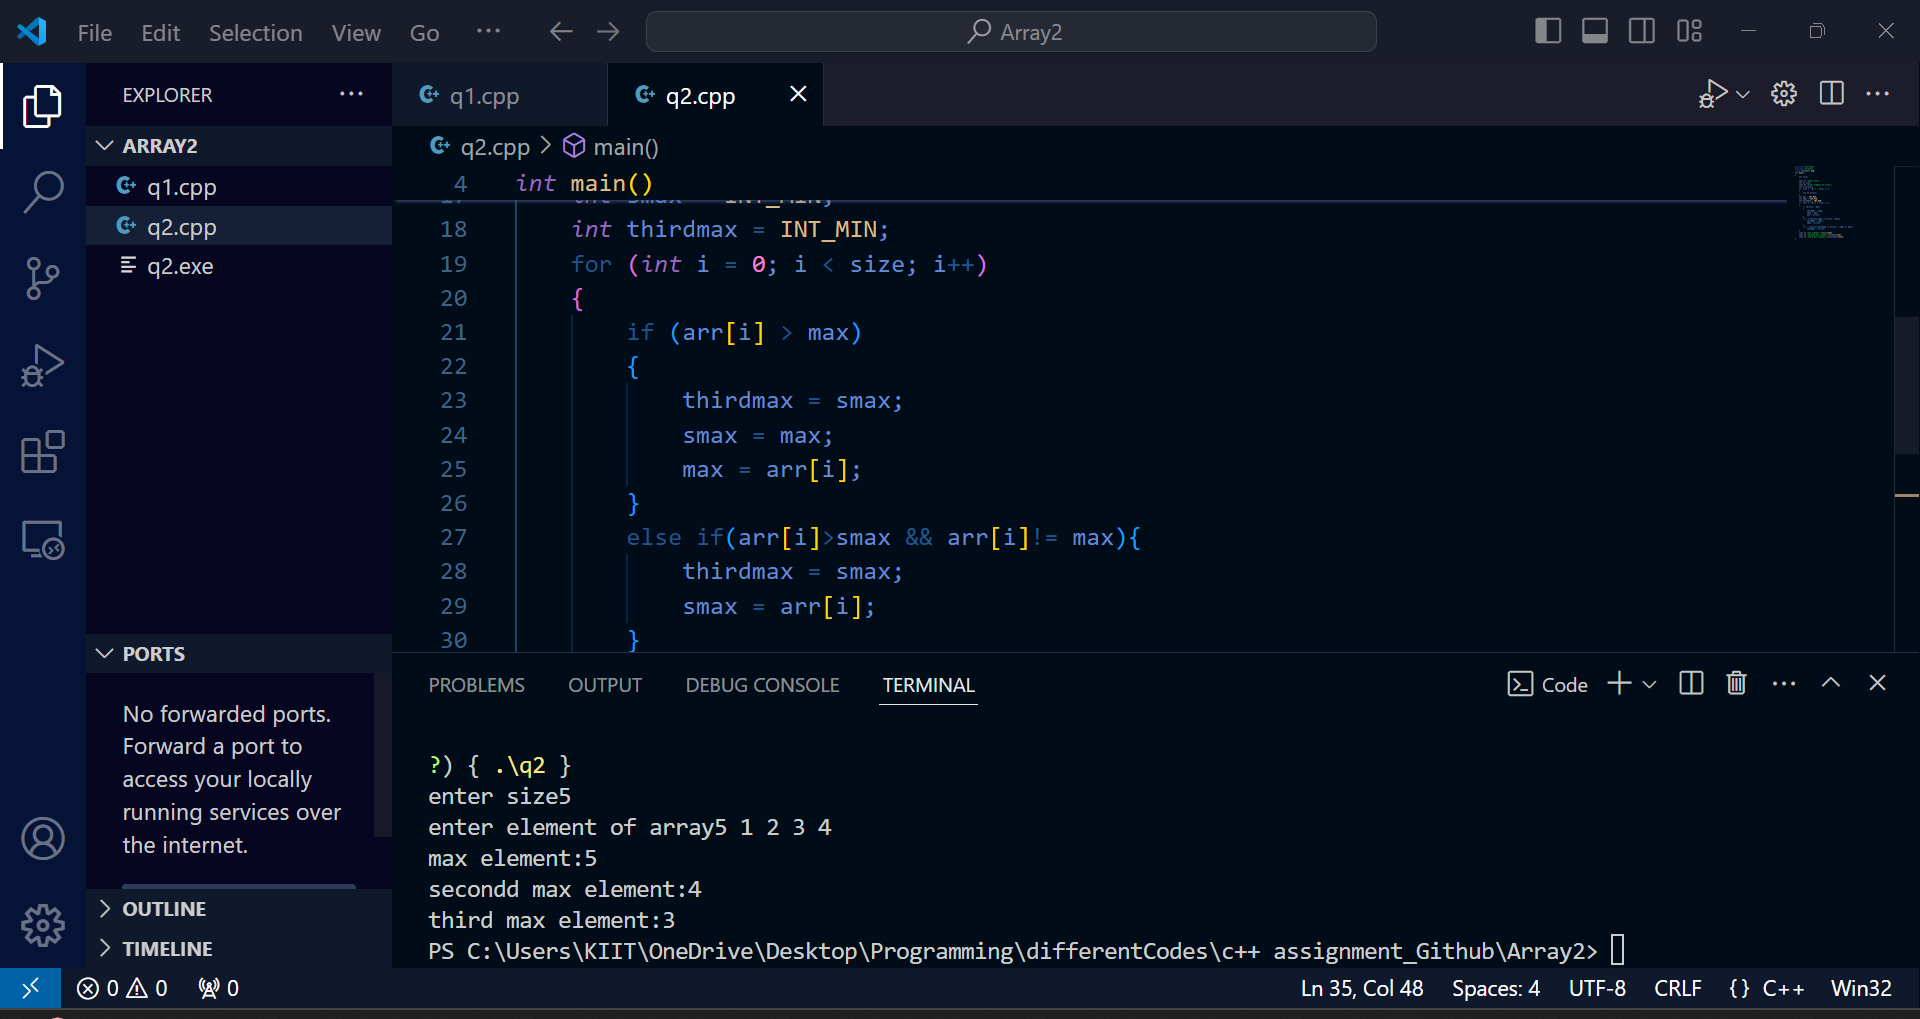 File Edit Selection View Go ···
Array2
EXPLORER
ARRAY2
q1.cpp
q2.cpp
q2.exe
PORTS
No forwarded ports.
Forward a port to
access your locally
running services over
the internet.
OUTLINE
TIMELINE
q1.cpp
q2.cpp
q2.cpp > main()
4 int main()
18 int thirdmax = INT_MIN;
19 for (int i = 0; i < size; i++)
20 {
21 if (arr[i] > max)
22 {
23 thirdmax = smax;
24 smax = max;
25 max = arr[i];
26 }
27 else if(arr[i]>smax && arr[i]!= max){
28 thirdmax = smax;
29 smax = arr[i];
30 }
PROBLEMS OUTPUT DEBUG CONSOLE TERMINAL
Code
?) { .\q2 }
enter size5
enter element of array5 1 2 3 4
max element:5
secondd max element:4
third max element:3
PS C:\Users\KIIT\OneDrive\Desktop\Programming\differentCodes\c++ assignment_Github\Array2>
0 0 0 Ln 35, Col 48 Spaces: 4 UTF-8 CRLF {} C++ Win32